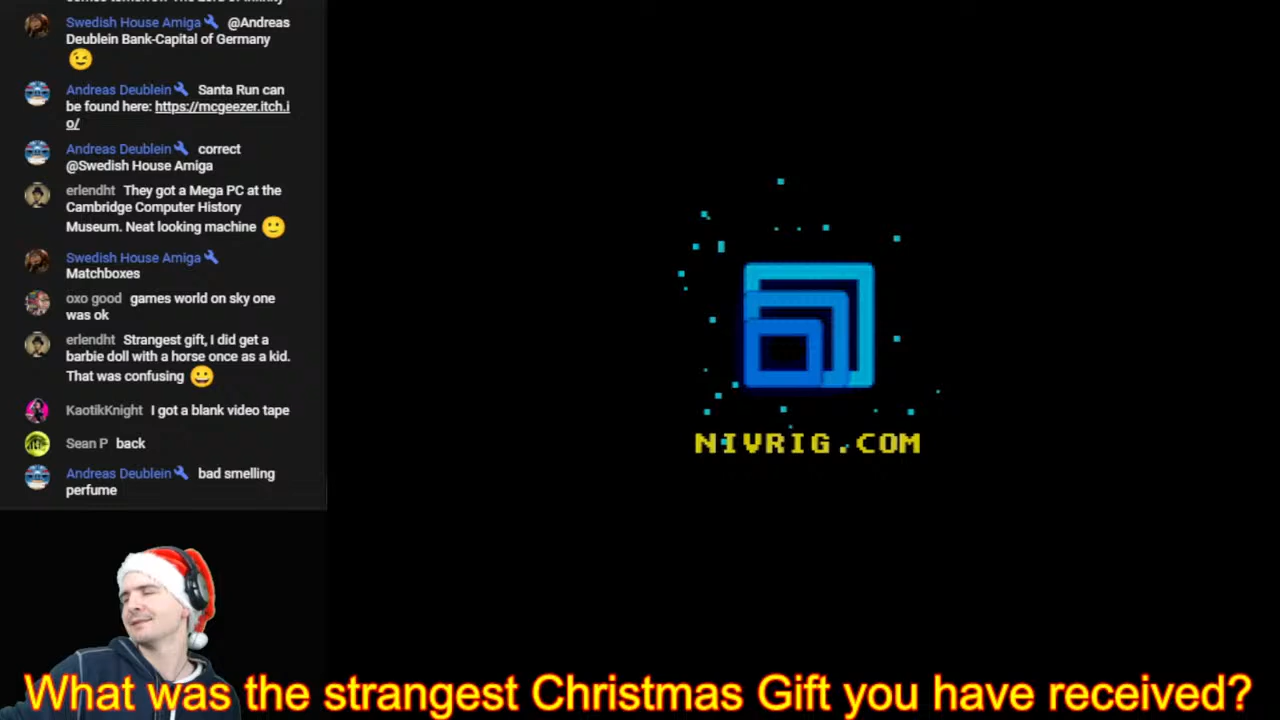 Swedish House Amiga @Andreas
Deublein Bank-Capital of Germany
Andreas Deublein Santa Run can
be found here: https://mcgeezer.itch.i
o/
Andreas Deublein correct
@Swedish House Amiga
erlendht They got a Mega PC at the
Cambridge Computer History
Museum. Neat looking machine
Swedish House Amiga
Matchboxes
oxo good games world on sky one
was ok
erlendht Strangest gift, I did get a
barbie doll with a horse once as a kid.
That was confusing
KaotikKnight I got a blank video tape
Sean P back
Andreas Deublein bad smelling
perfume
NIVRIG.COM
What was the strangest Christmas Gift you have received?